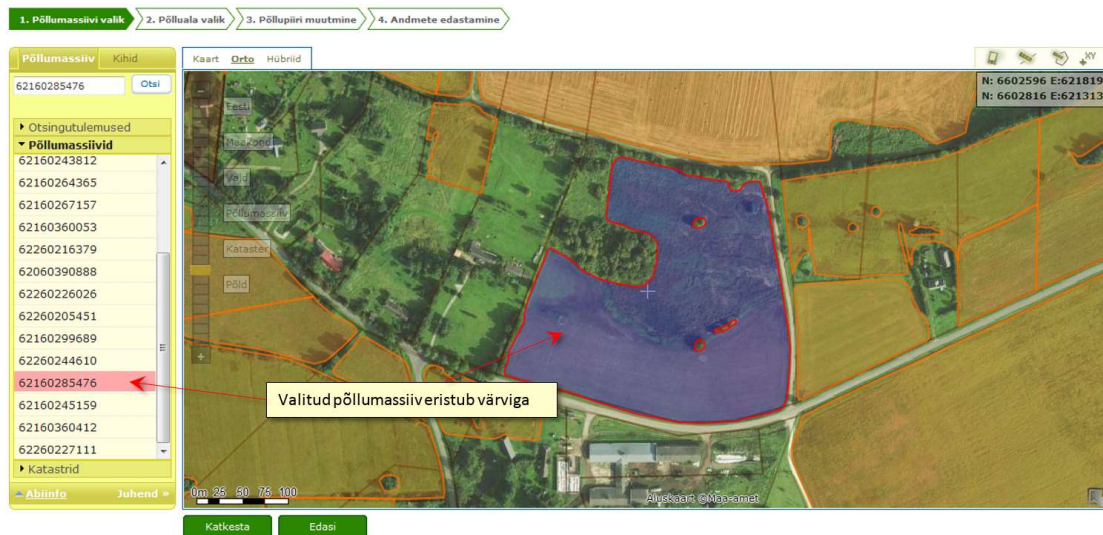 1. Põllumassiivi valik 2. Põlluala valik 3. Põllupiiri muutmine 4. Andmete edastamine
Põllumassiiv Kihid
62160285476 Otsi
Otsingutulemused
Põllumassiivid
62160243812
62160264365
62160267157
62160360053
62260216379
62060390888
62260226026
62260205451
62160299689
62260244610
62160285476
62160245159
62160360412
62260227111
Katastrid
Abiinfo Juhend »
Kaart Orto Hübriid
XY
N: 6602596 E:621819
N: 6602816 E:621313
Eesti
Maakond
Vald
Põllumassiiv
Kataster
Põld
Valitud põllumassiiv eristub värviga
0m 25 50 75 100
Aluskaart ©Maa-amet
Katkesta Edasi